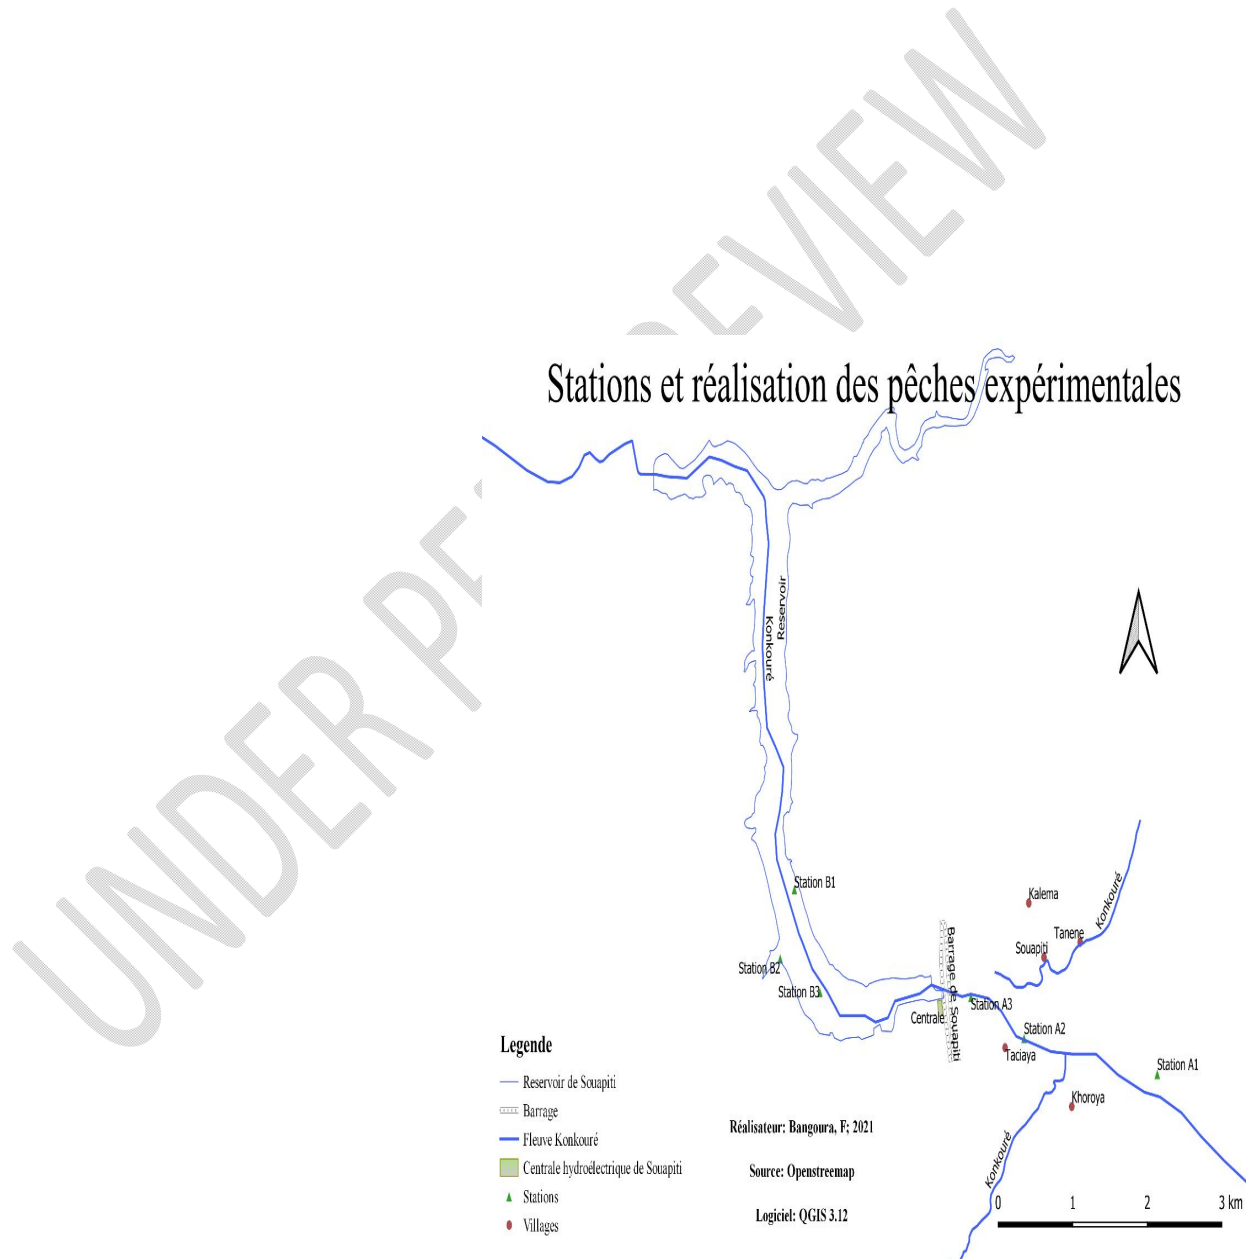 UNDER PEER REVIEW
Stations et réalisation des pêches expérimentales
Reservoir
Konkouré
Station B1
Kalema
Konkouré
Tanene
Souapiti
Barrage de Souapiti
Station B2
Station B3
Station A3
Centrale
Station A2
Taciaya
Station A1
Khoroya
Konkouré
Legende
Reservoir de Souapiti
Barrage
Fleuve Konkouré
Centrale hydroélectrique de Souapiti
Stations
Villages
Réalisateur: Bangoura, F; 2021
Source: Openstreemap
Logiciel: QGIS 3.12
0 1 2 3 km